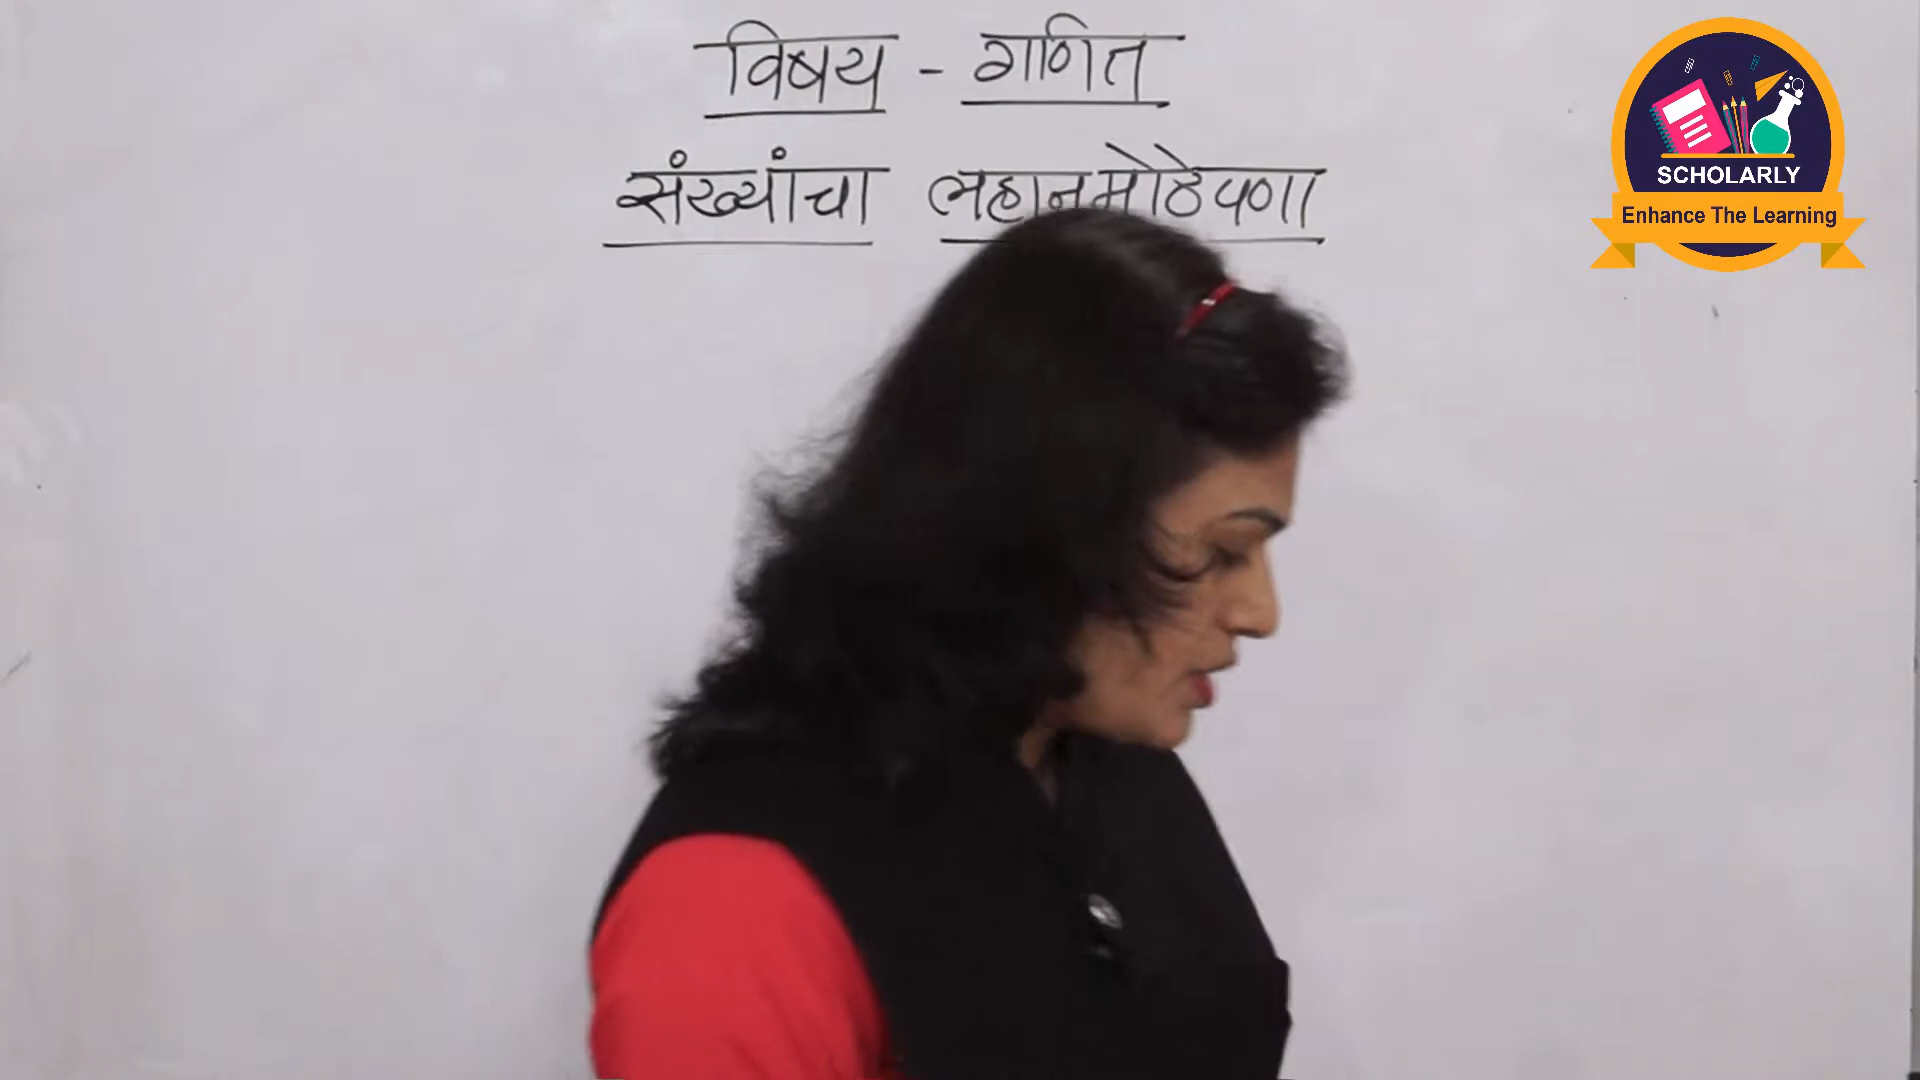 विषय - गणित
संख्यांचा लहानमोठेपणा
SCHOLARLY
Enhance The Learning